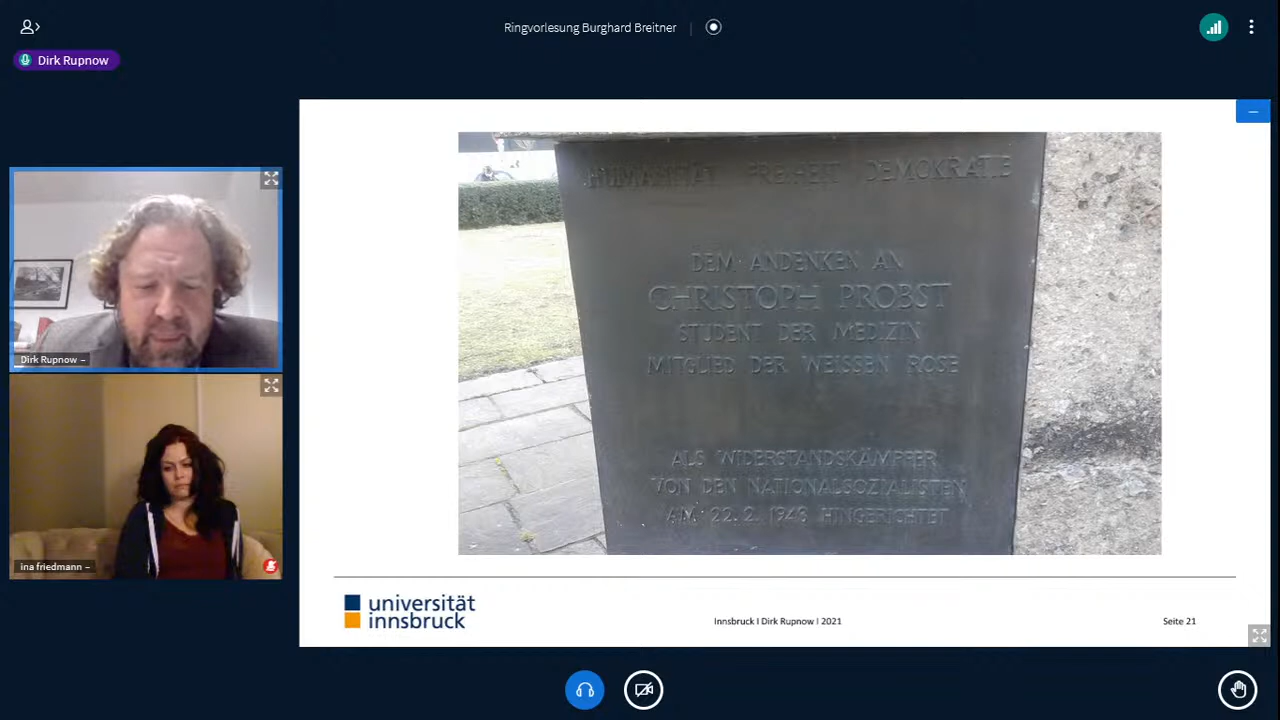 Ringvorlesung Burghard Breitner
Dirk Rupnow
Dirk Rupnow
ina friedmann
HUMANITÄT FREIHEIT DEMOKRATIE
DEM ANDENKEN AN
CHRISTOPH PROBST
STUDENT DER MEDIZIN
MITGLIED DER WEISSEN ROSE
ALS WIDERSTANDSKÄMPFER
VON DEN NATIONALSOZIALISTEN
AM 22. 2. 1943 HINGERICHTET
universität
innsbruck
Innsbruck I Dirk Rupnow I 2021
Seite 21